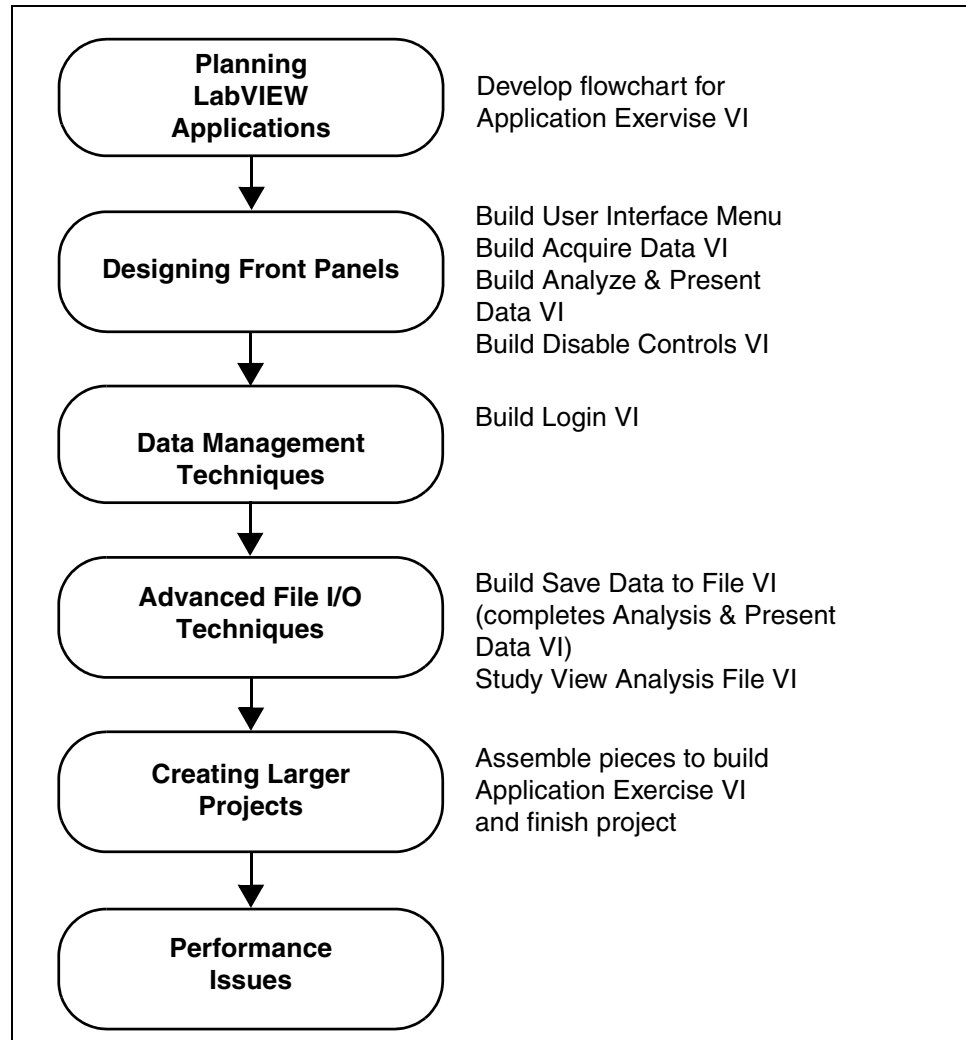 Planning
LabVIEW
Applications
Develop flowchart for
Application Exervise VI
Designing Front Panels
Build User Interface Menu
Build Acquire Data VI
Build Analyze & Present
Data VI
Build Disable Controls VI
Data Management
Techniques
Build Login VI
Advanced File I/O
Techniques
Build Save Data to File VI
(completes Analysis & Present
Data VI)
Study View Analysis File VI
Creating Larger
Projects
Assemble pieces to build
Application Exercise VI
and finish project
Performance
Issues